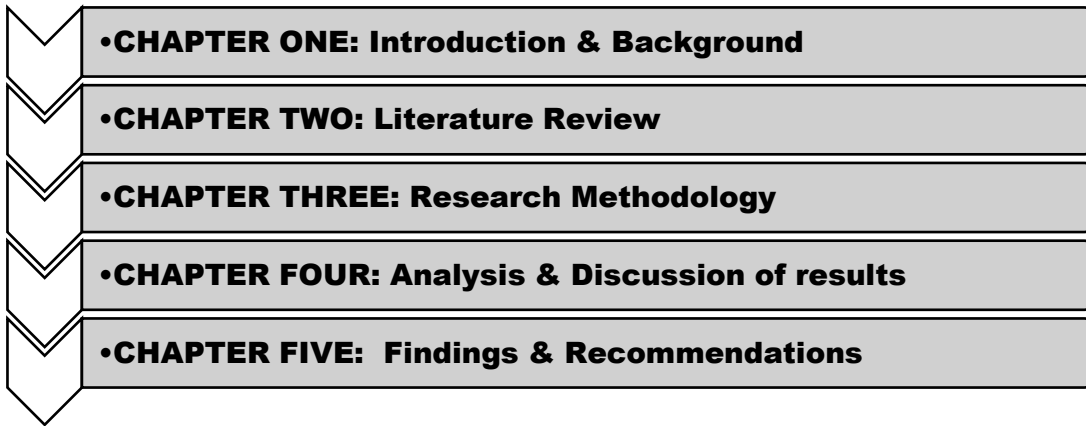 •CHAPTER ONE: Introduction & Background
•CHAPTER TWO: Literature Review
•CHAPTER THREE: Research Methodology
•CHAPTER FOUR: Analysis & Discussion of results
•CHAPTER FIVE:  Findings & Recommendations